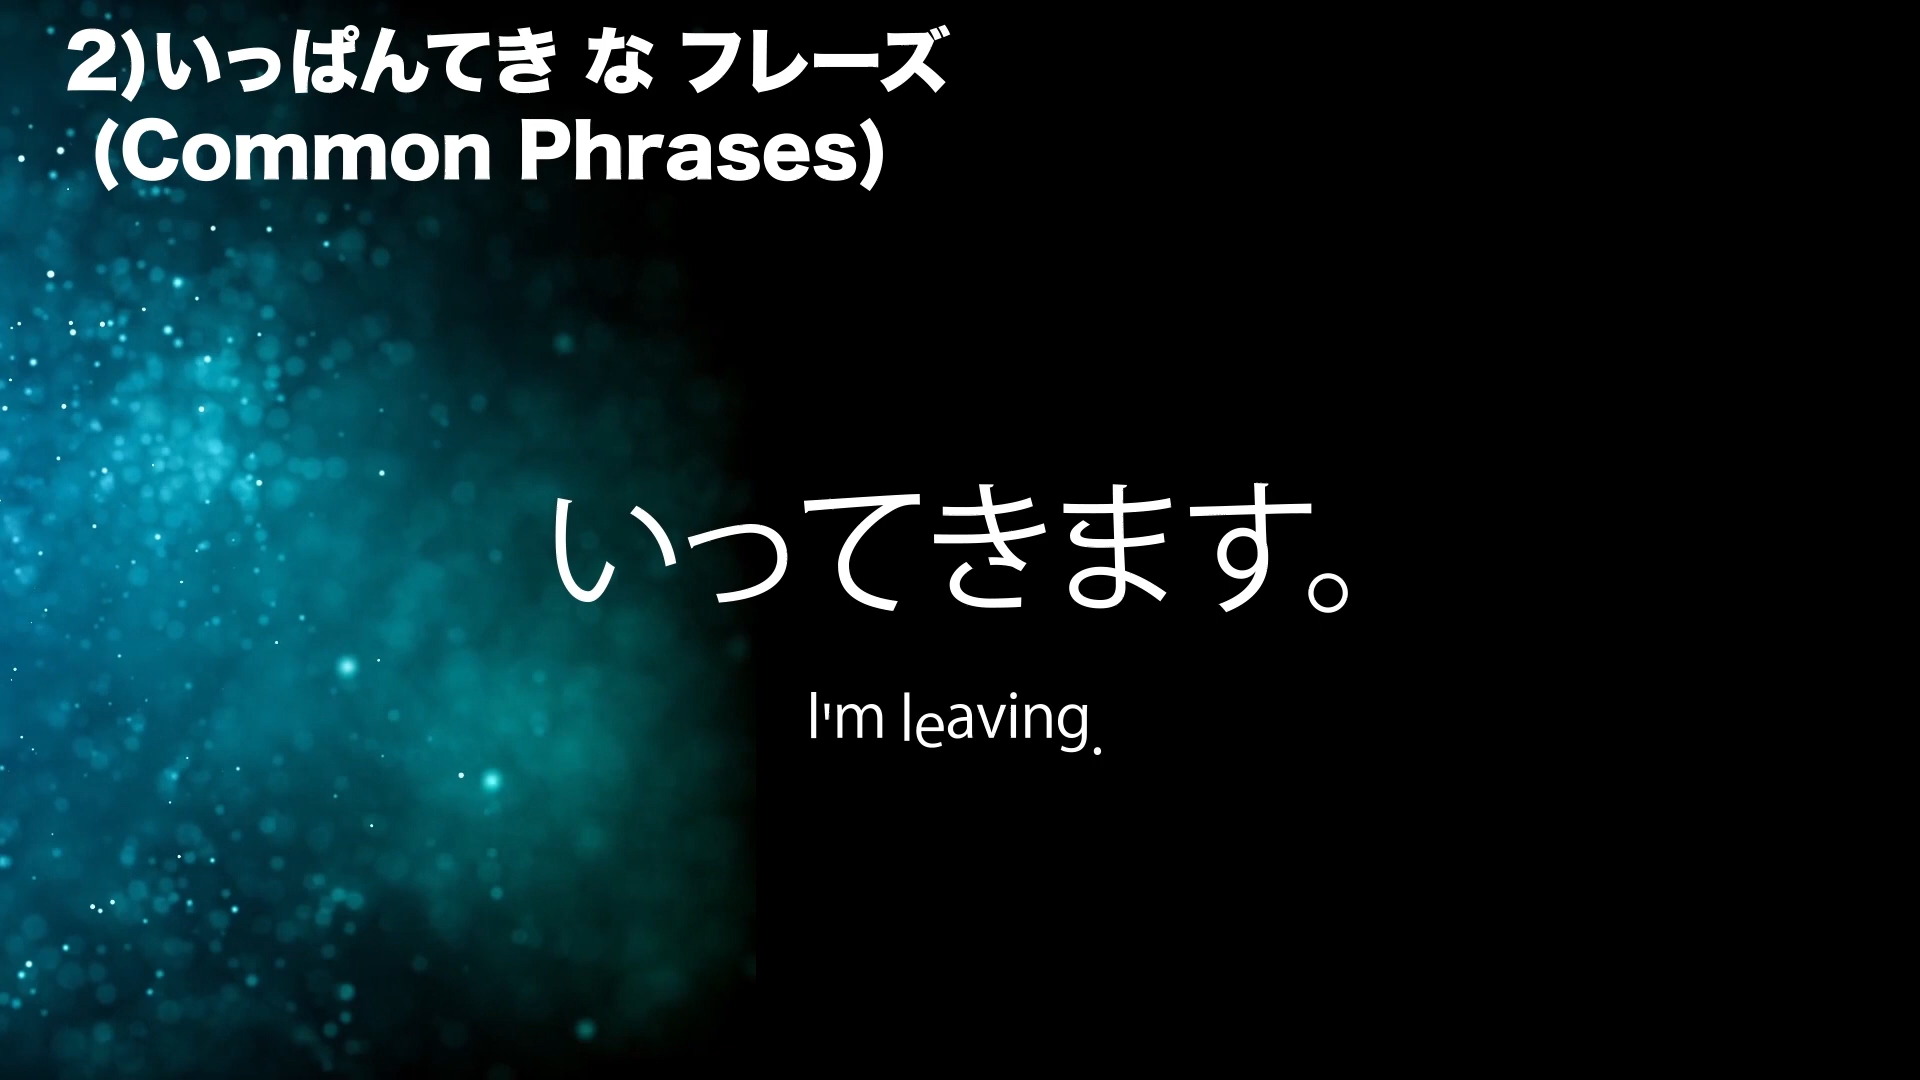 2)いっぱんてき な フレーズ
(Common Phrases)
いってきます。
I'm leaving.